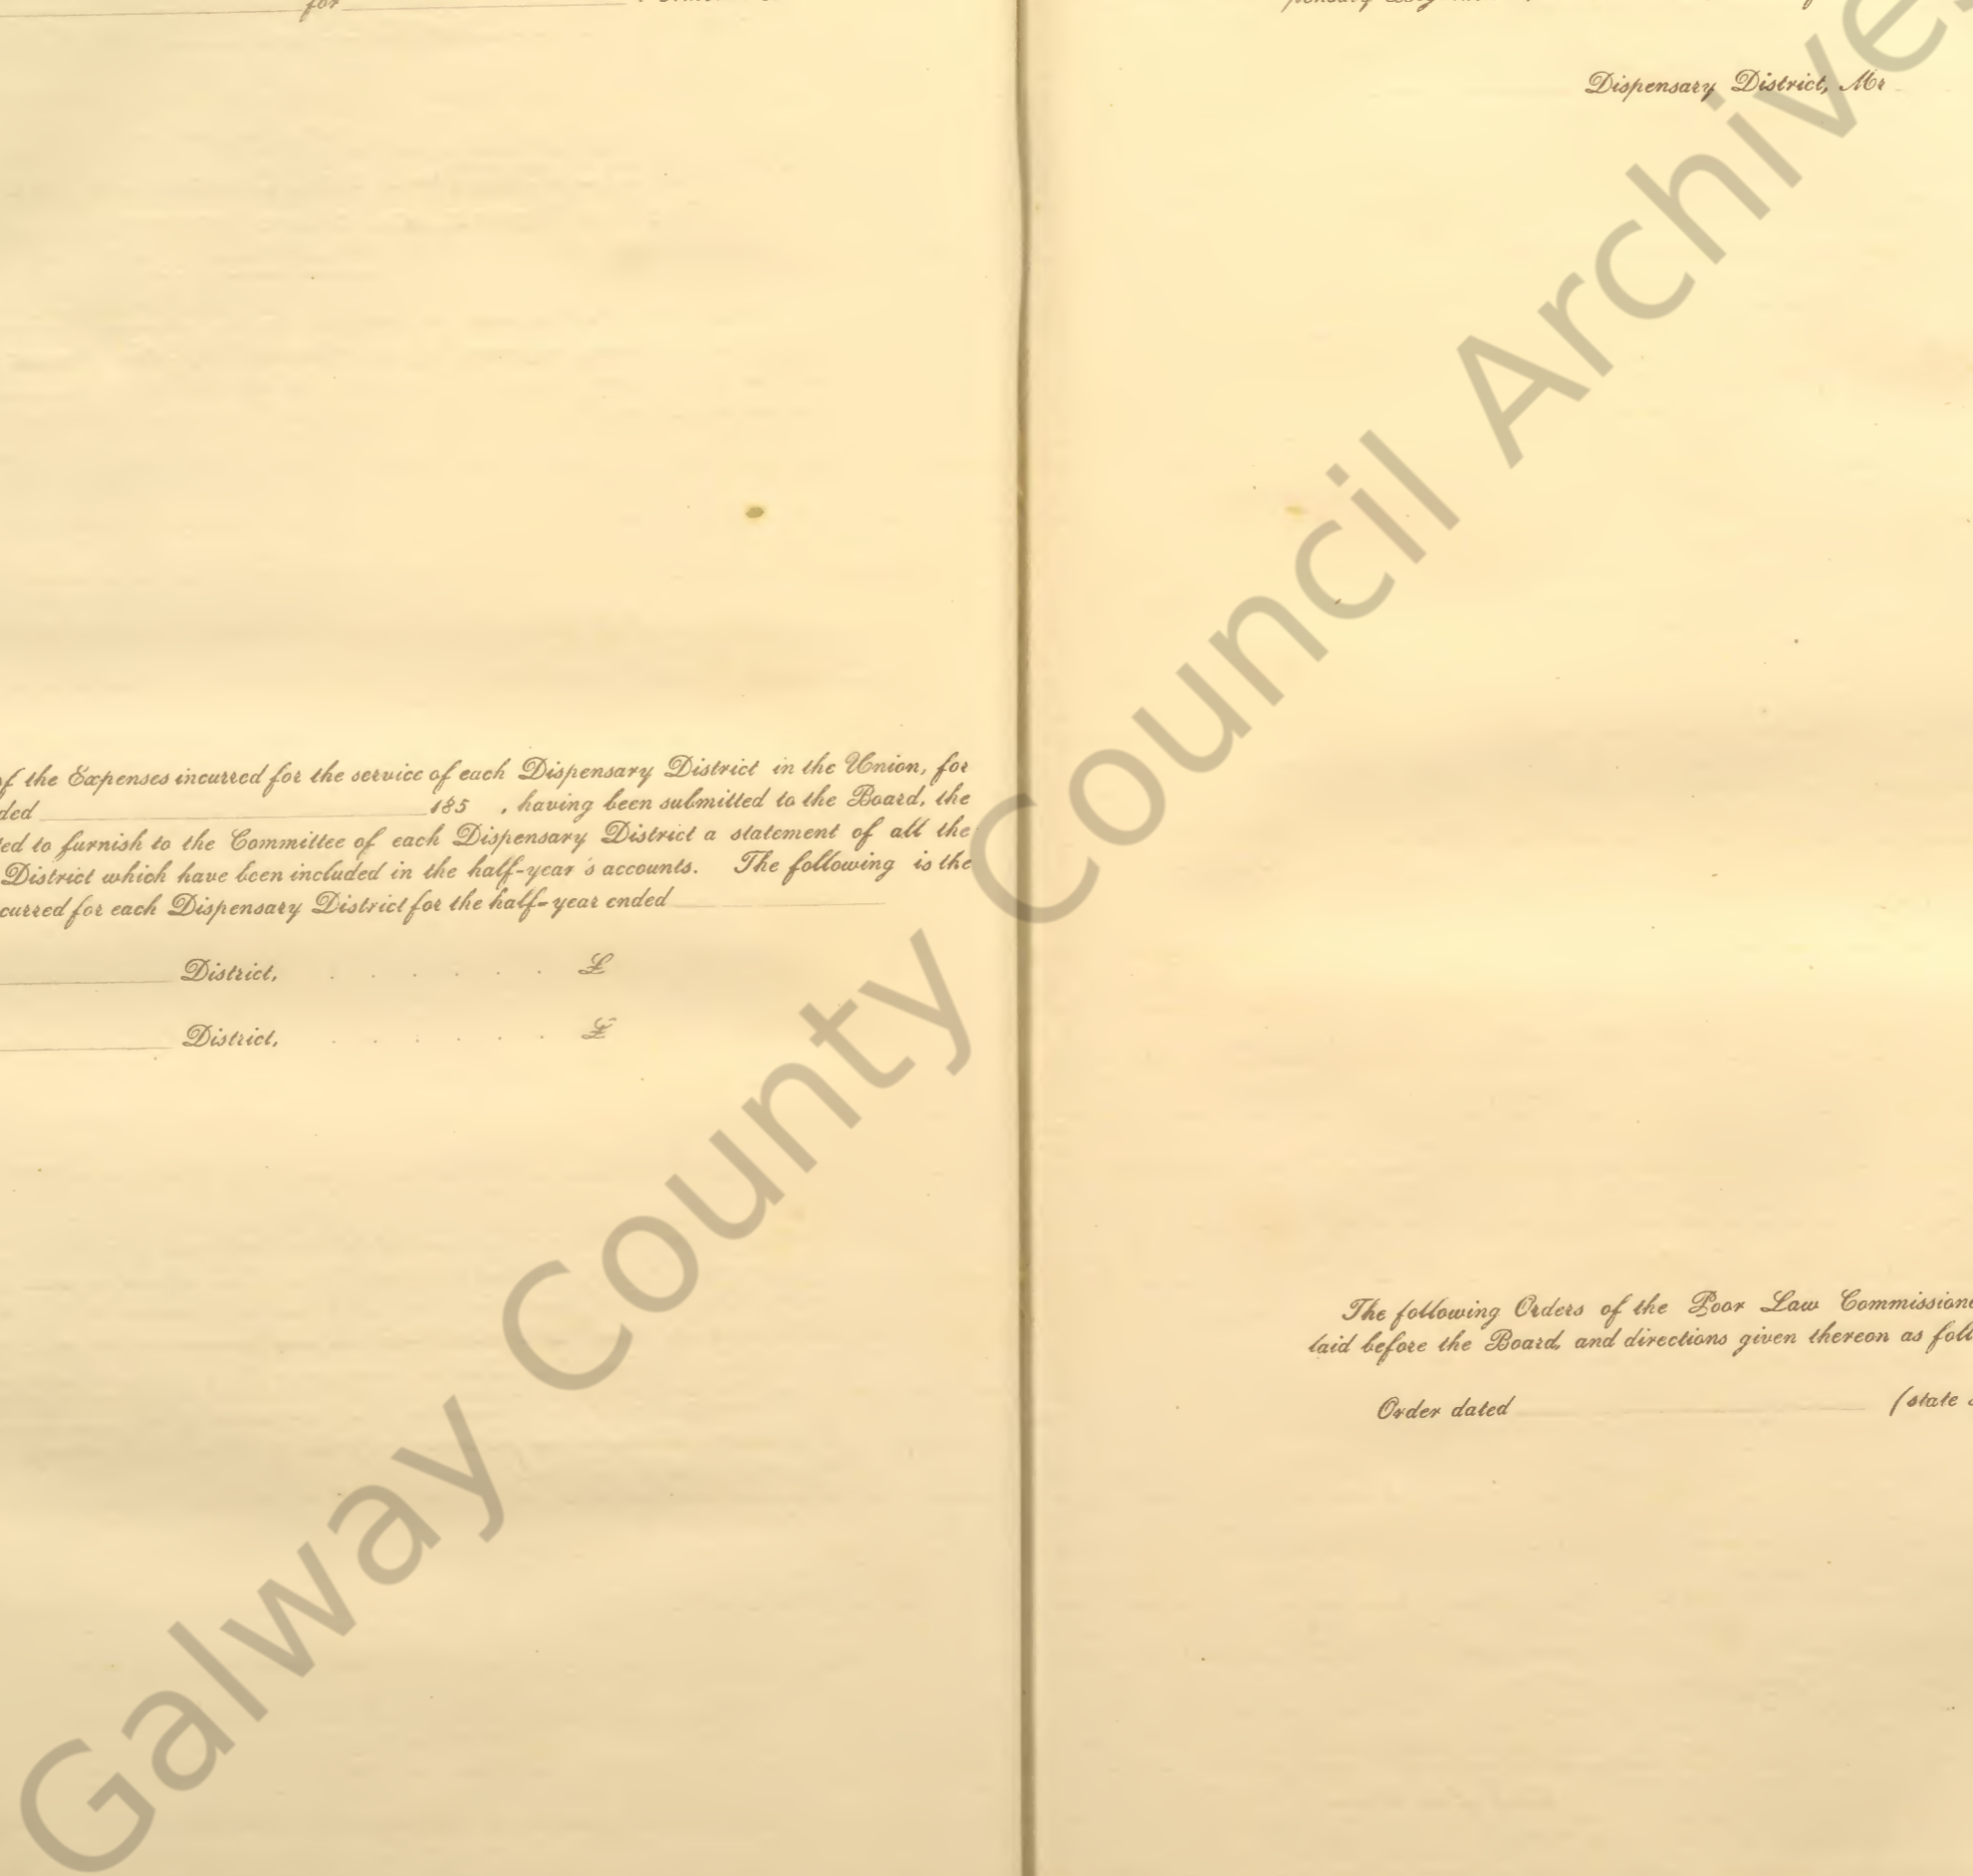 for
Dispensary District, Mr
f the Expenses incurred for the service of each Dispensary District in the Union, for
ded 185 , having been submitted to the Board, the
ted to furnish to the Committee of each Dispensary District a statement of all the
District which have been included in the half-year's accounts. The following is the
curred for each Dispensary District for the half-year ended
District, . . . . . . £
District, . . . . . . £
The following Orders of the Poor Law Commissione
laid before the Board, and directions given thereon as foll
Order dated (state
Galway County Council Archive